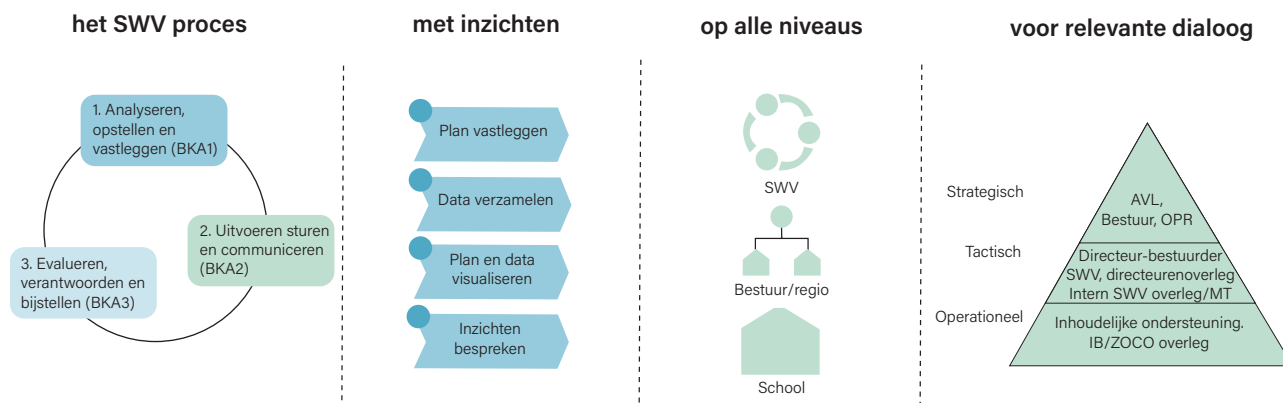 het SWV proces
1. Analyseren,
opstellen en
vastleggen (BKA1)
2. Uitvoeren sturen
en communiceren
(BKA2)
3. Evalueren,
verantwoorden en
bijstellen (BKA3)
met inzichten
Plan vastleggen
Data verzamelen
Plan en data
visualiseren
Inzichten
bespreken
op alle niveaus
SWV
Bestuur/regio
School
voor relevante dialoog
Strategisch
AVL,
Bestuur, OPR
Tactisch
Directeur-bestuurder
SWV, directeurenoverleg
Intern SWV overleg/MT
Operationeel
Inhoudelijke ondersteuning.
IB/ZOCO overleg